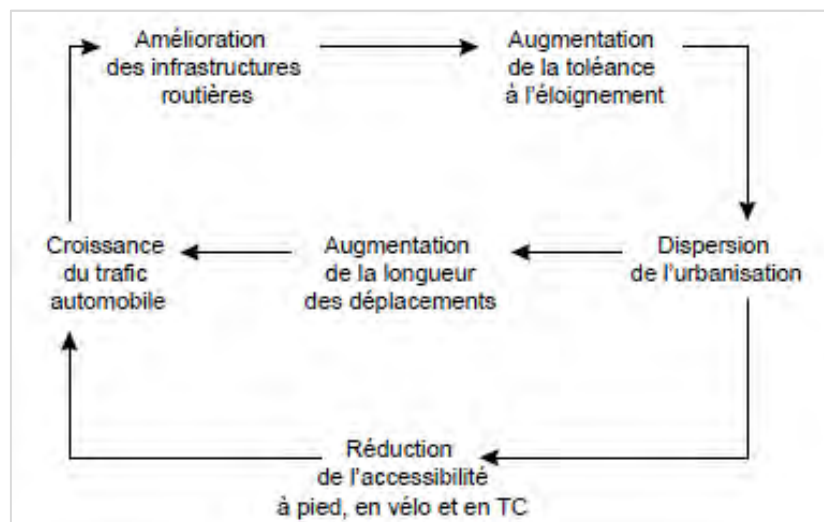 Amélioration
des infrastructures
routières
Augmentation
de la toléance
à l'éloignement
Croissance
du trafic
automobile
Augmentation
de la longueur
des déplacements
Dispersion
de l'urbanisation
Réduction
de l'accessibilité
à pied, en vélo et en TC